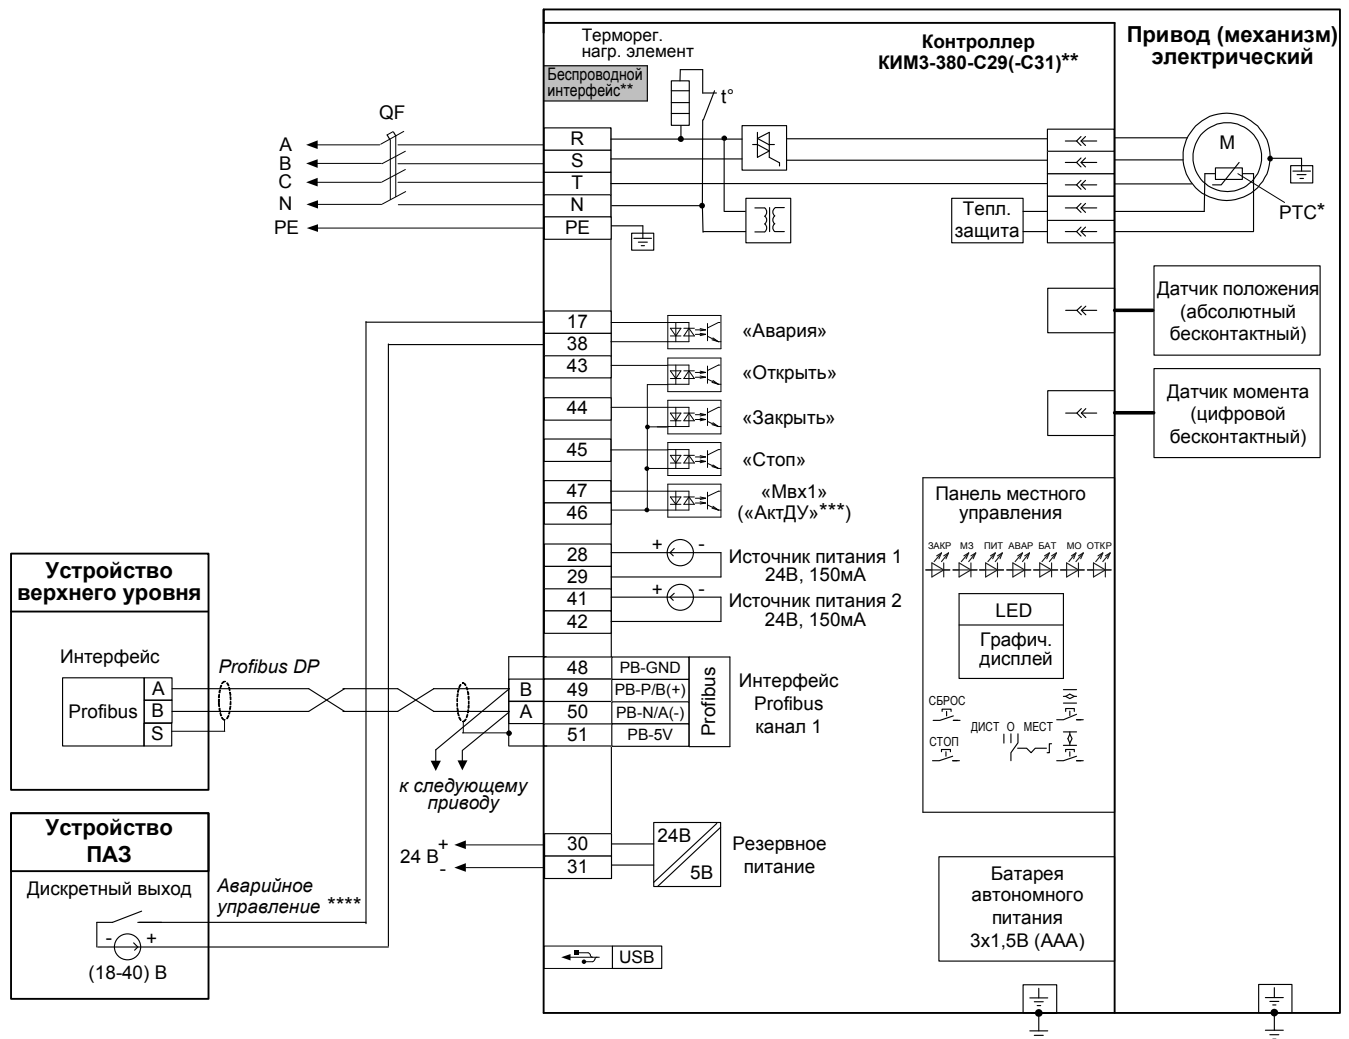 Терморег.
нагр. элемент
Беспроводной
интерфейс**
Контроллер
КИМ3-380-С29(-С31)**
Привод (механизм)
электрический
QF
t°
A
B
C
N
PE
R
S
T
N
PE
Тепл.
защита
M
PTC*
Датчик положения
(абсолютный
бесконтактный)
Датчик момента
(цифровой
бесконтактный)
17
38
43
44
45
47
46
«Авария»
«Открыть»
«Закрыть»
«Стоп»
«Мвх1»
(«АктДУ»***)
28
29
41
42
+ -
Источник питания 1
24В, 150мА
+ -
Источник питания 2
24В, 150мА
Панель местного
управления
ЗАКР МЗ ПИТ АВАР БАТ МО ОТКР
LED
Графич.
дисплей
СБРОС
СТОП
ДИСТ О МЕСТ
Устройство
верхнего уровня
Интерфейс
Profibus
A
B
S
Profibus DP
B
A
48 PB-GND
49 PB-P/B(+)
50 PB-N/A(-)
51 PB-5V
Profibus
Интерфейс
Profibus
канал 1
к следующему
приводу
Устройство
ПАЗ
Дискретный выход
- +
(18-40) В
Аварийное
управление ****
24 В
+
-
30
31
24В
5В
Резервное
питание
USB
Батарея
автономного
питания
3x1,5В (ААА)